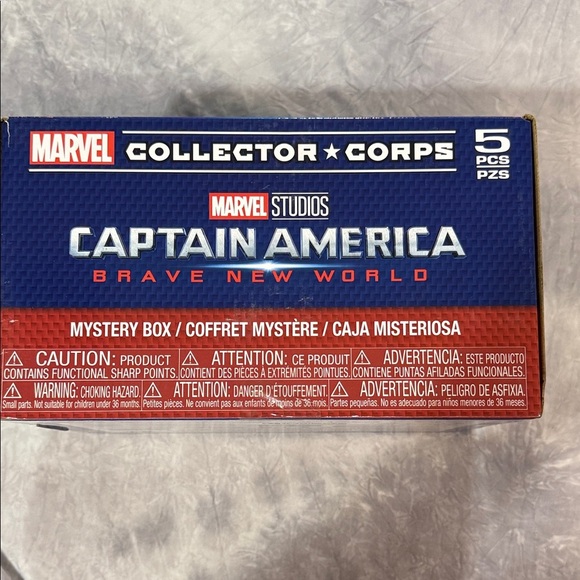 MARVEL COLLECTOR ★ CORPS
5
PCS
PZS
MARVEL STUDIOS
CAPTAIN AMERICA
BRAVE NEW WORLD
MYSTERY BOX / COFFRET MYSTÈRE / CAJA MISTERIOSA
⚠ CAUTION: PRODUCT CONTAINS FUNCTIONAL SHARP POINTS.
⚠ ATTENTION: CE PRODUIT CONTIENT DES PIÈCES À EXTRÉMITÉS POINTUES.
⚠ ADVERTENCIA: ESTE PRODUCTO CONTIENE PUNTAS AFILADAS FUNCIONALES.
⚠ WARNING: CHOKING HAZARD.
Small parts. Not suitable for children under 36 months.
⚠ ATTENTION: DANGER D'ÉTOUFFEMENT.
Petites pièces. Ne convient pas aux enfants de moins de 36 mois.
⚠ ADVERTENCIA: PELIGRO DE ASFIXIA.
Partes pequeñas. No es adecuado para niños menores de 36 meses.